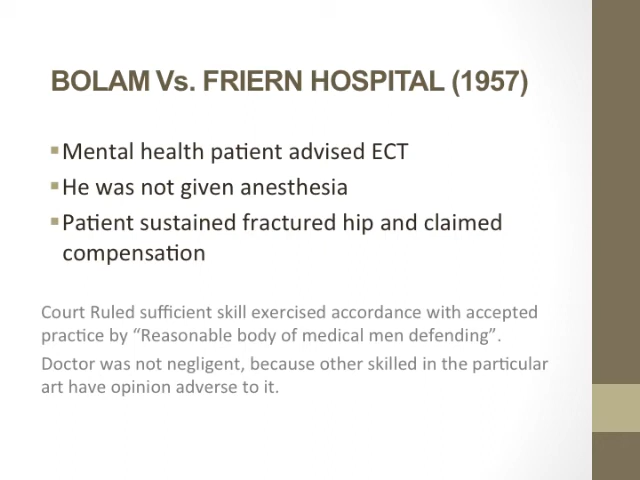 BOLAM Vs. FRIERN HOSPITAL (1957)
▪Mental health patient advised ECT
▪He was not given anesthesia
▪Patient sustained fractured hip and claimed
compensation
Court Ruled sufficient skill exercised accordance with accepted
practice by “Reasonable body of medical men defending”.
Doctor was not negligent, because other skilled in the particular
art have opinion adverse to it.